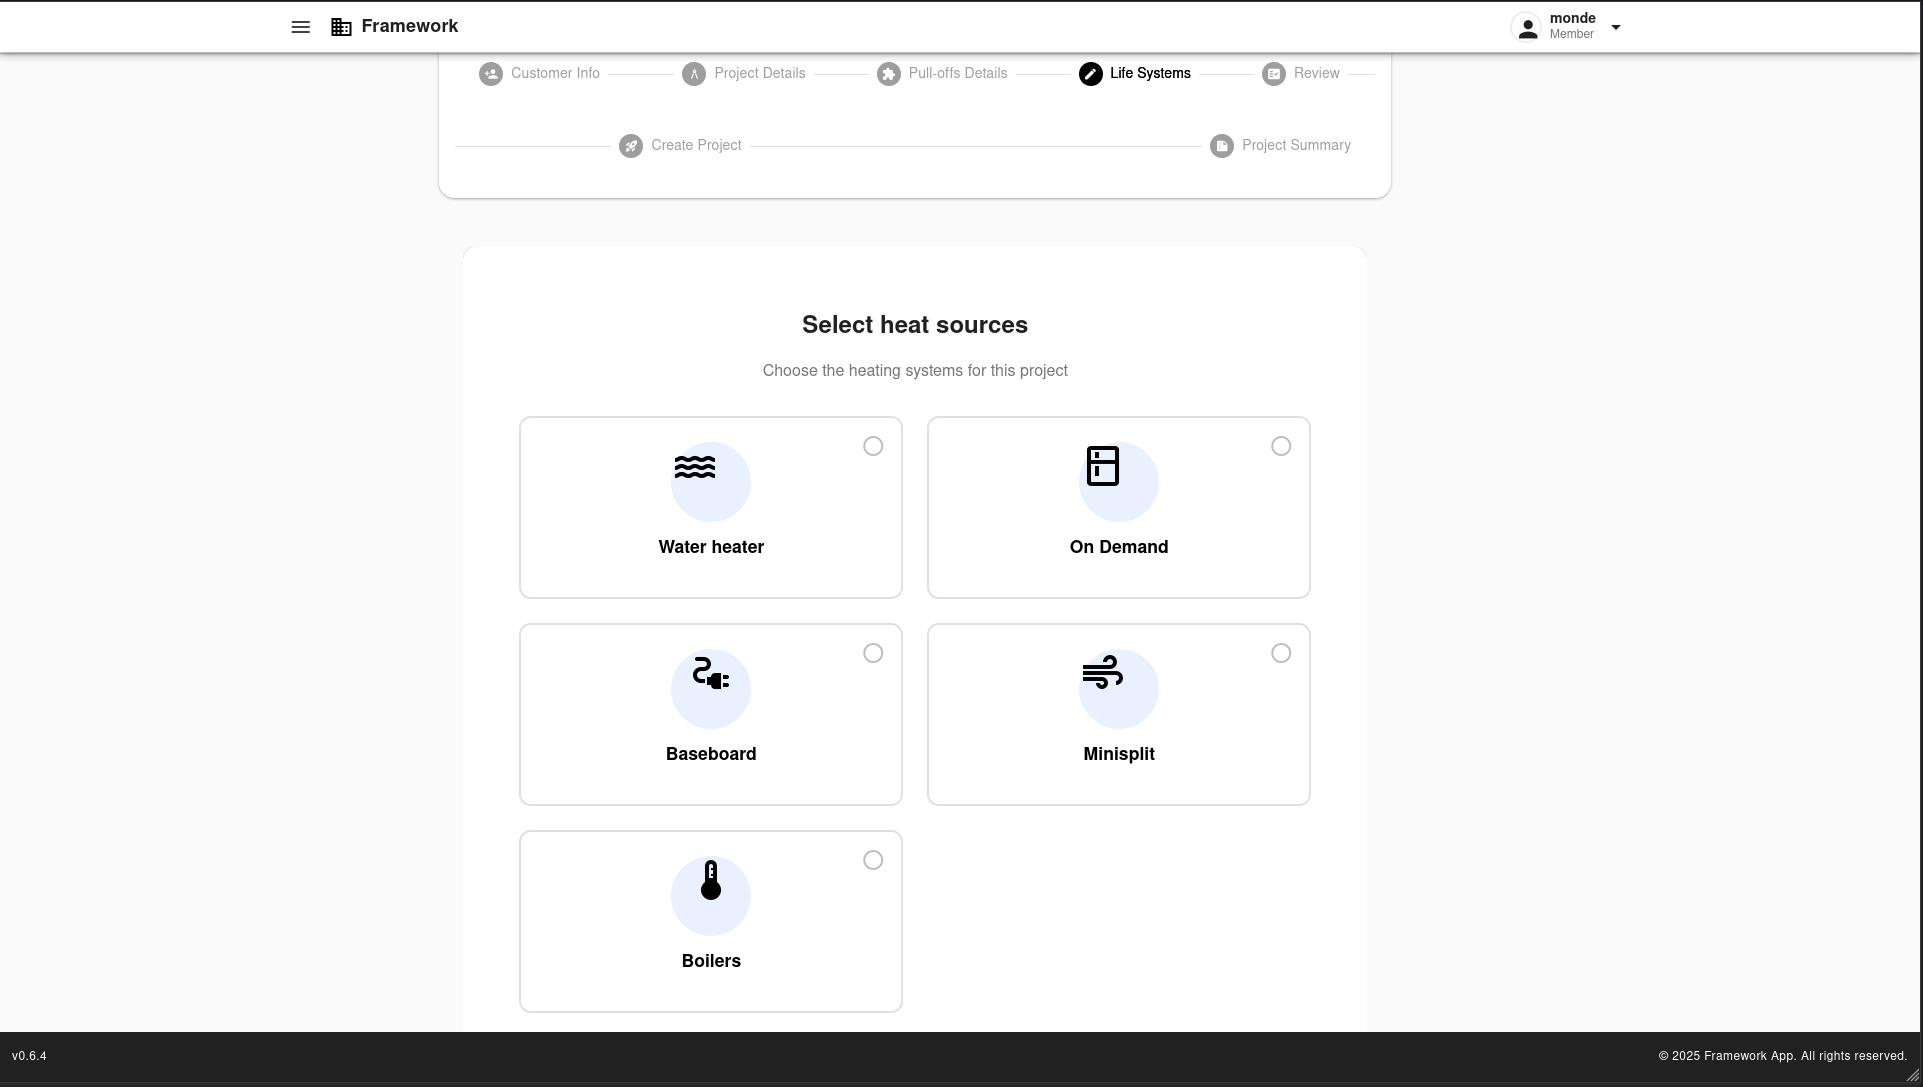 Framework
monde
Member
Customer Info
Project Details
Pull-offs Details
Life Systems
Review
Create Project
Project Summary
Select heat sources
Choose the heating systems for this project
Water heater
On Demand
Baseboard
Minisplit
Boilers
v0.6.4
© 2025 Framework App. All rights reserved.